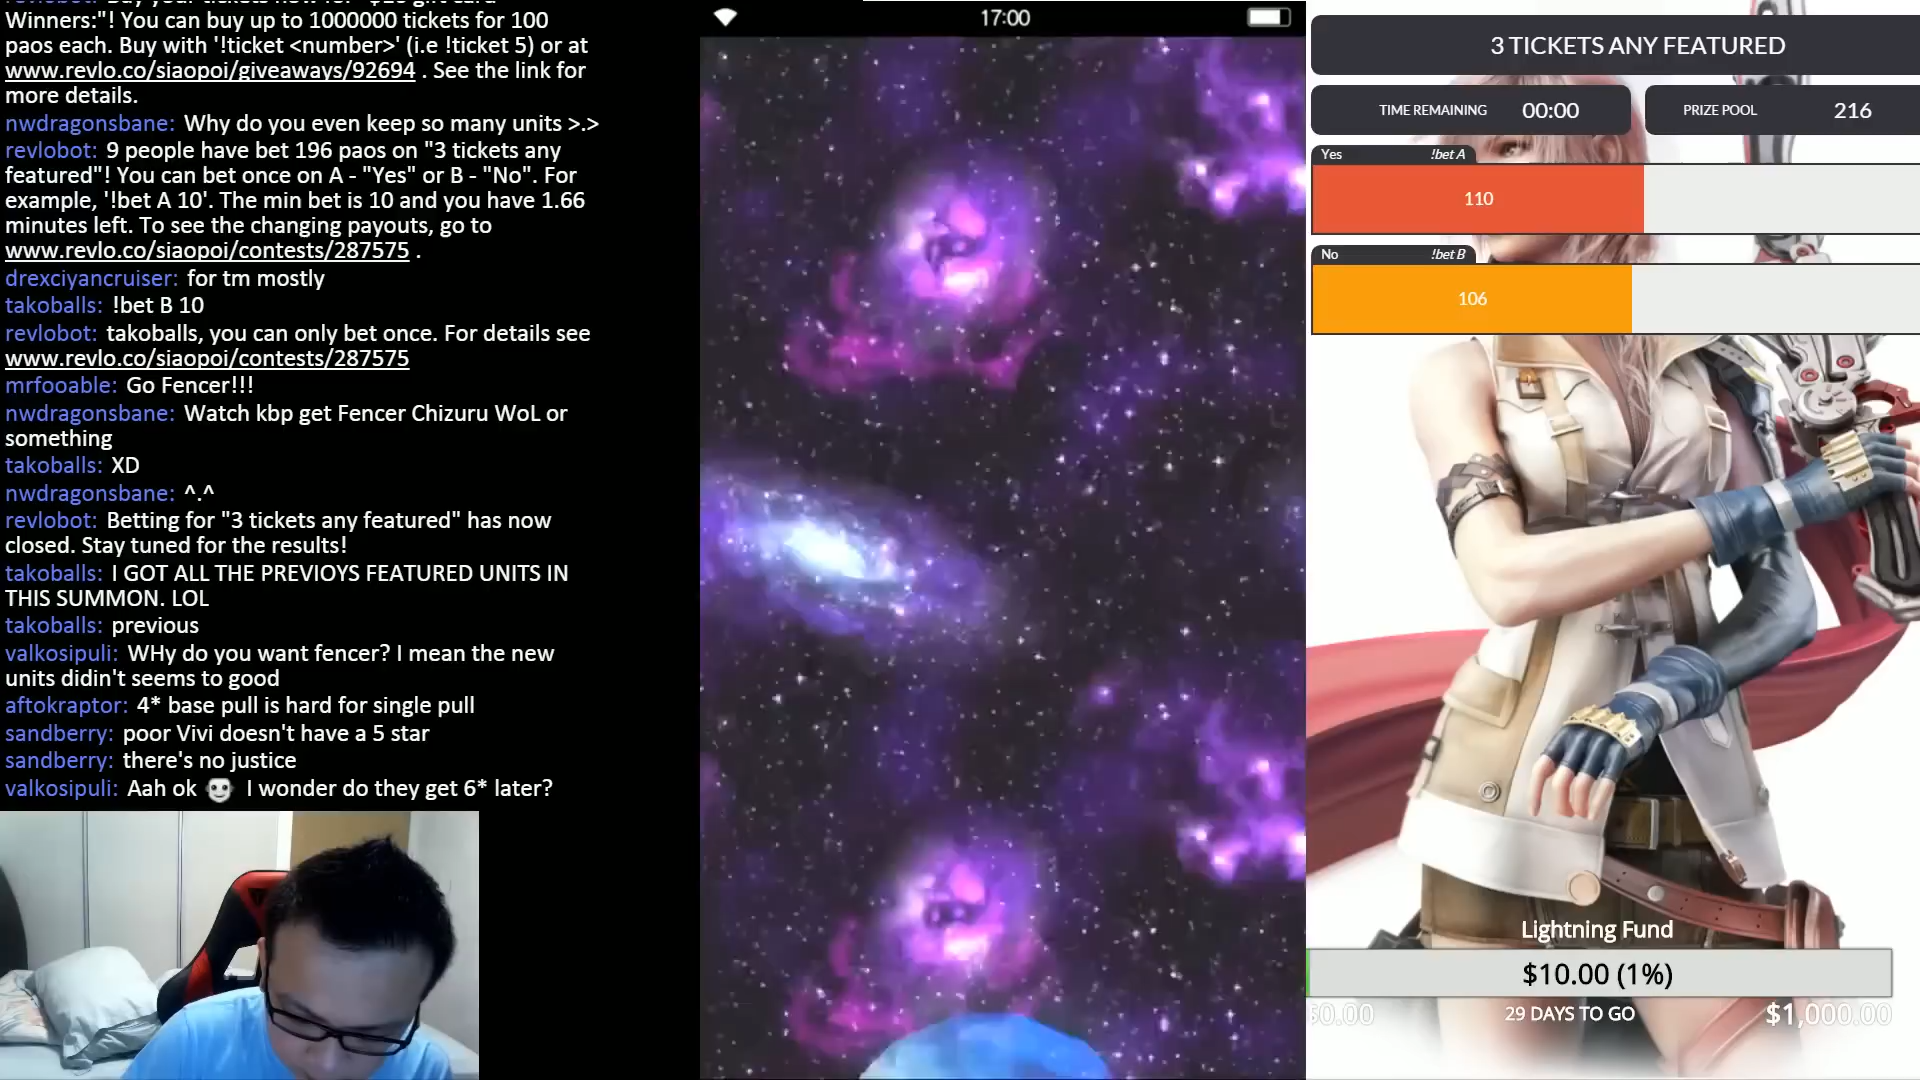 Winners:"! You can buy up to 1000000 tickets for 100
paos each. Buy with '!ticket <number>' (i.e !ticket 5) or at
www.revlo.co/siaopoi/giveaways/92694 . See the link for
more details.
nwdragonsbane: Why do you even keep so many units >.>
revlobot: 9 people have bet 196 paos on "3 tickets any
featured"! You can bet once on A - "Yes" or B - "No". For
example, '!bet A 10'. The min bet is 10 and you have 1.66
minutes left. To see the changing payouts, go to
www.revlo.co/siaopoi/contests/287575 .
drexciyancruiser: for tm mostly
takoballs: !bet B 10
revlobot: takoballs, you can only bet once. For details see
www.revlo.co/siaopoi/contests/287575
mrfooable: Go Fencer!!!
nwdragonsbane: Watch kbp get Fencer Chizuru WoL or
something
takoballs: XD
nwdragonsbane: ^.^
revlobot: Betting for "3 tickets any featured" has now
closed. Stay tuned for the results!
takoballs: I GOT ALL THE PREVIOYS FEATURED UNITS IN
THIS SUMMON. LOL
takoballs: previous
valkosipuli: WHy do you want fencer? I mean the new
units didin't seems to good
aftokraptor: 4* base pull is hard for single pull
sandberry: poor Vivi doesn't have a 5 star
sandberry: there's no justice
valkosipuli: Aah ok I wonder do they get 6* later?
17:00
3 TICKETS ANY FEATURED
TIME REMAINING 00:00
PRIZE POOL 216
Yes !bet A
110
No !bet B
106
Lightning Fund
$10.00 (1%)
$0.00 29 DAYS TO GO $1,000.00